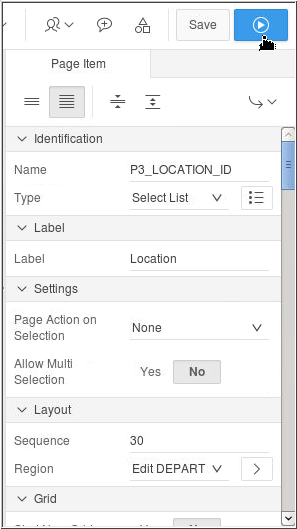 Save
Page Item
Identification
Name P3_LOCATION_ID
Type Select List
Label
Label Location
Settings
Page Action on
Selection
None
Allow Multi
Selection
Yes No
Layout
Sequence 30
Region Edit DEPART
Grid